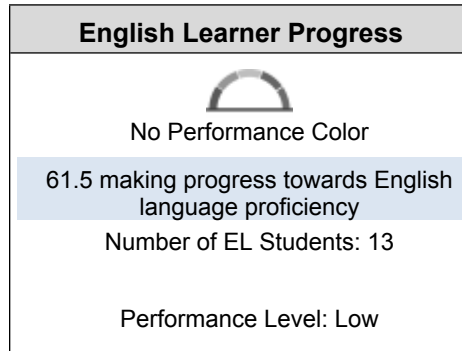 English Learner Progress
No Performance Color
61.5 making progress towards English
language proficiency
Number of EL Students: 13
Performance Level: Low